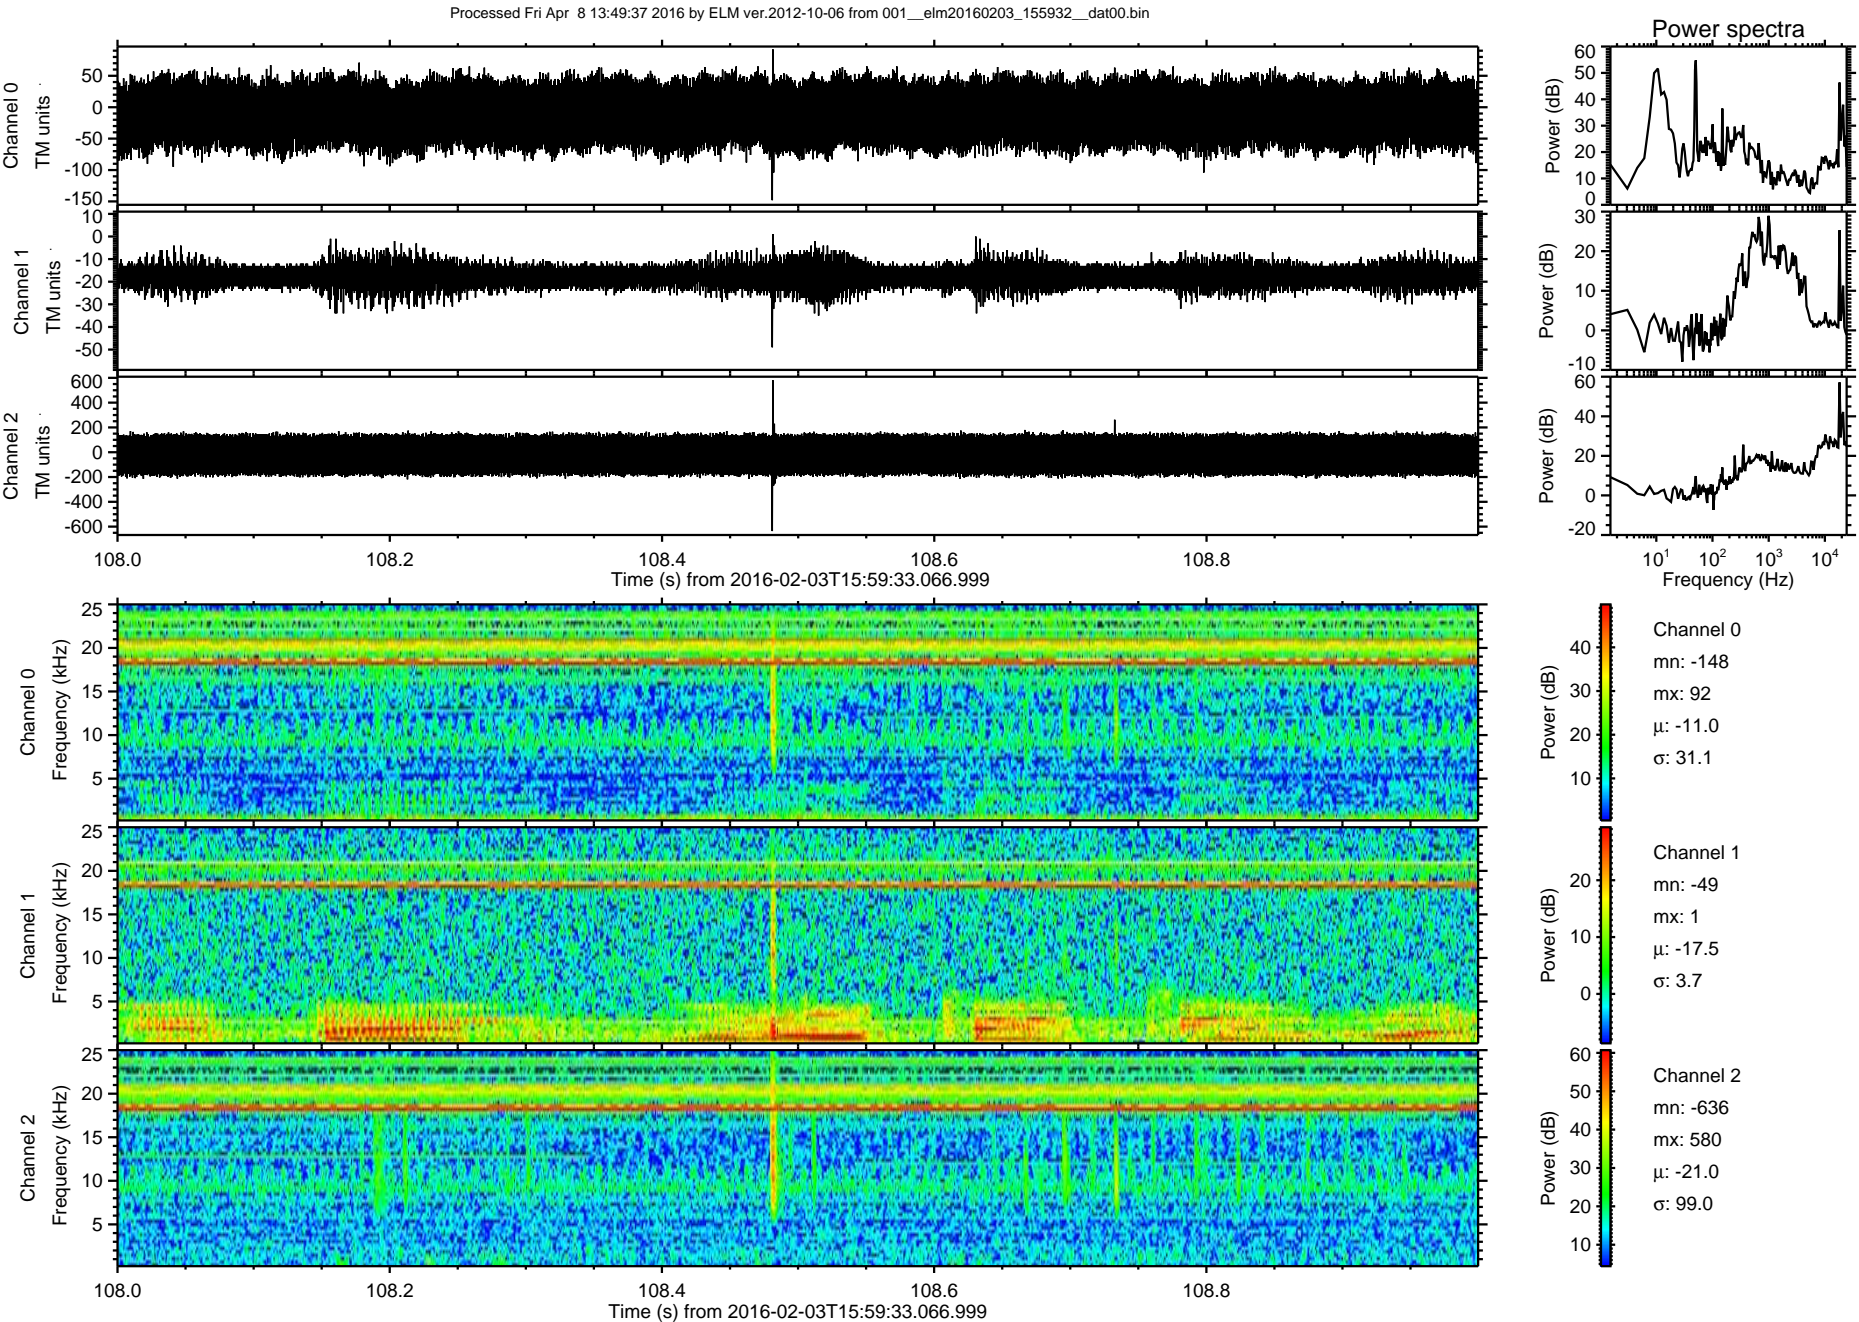 Processed Fri Apr  8 13:49:37 2016 by ELM ver.2012-10-06 from 001__elm20160203_155932__dat00.bin
Power spectra
Channel 0
TM units
50
0
-50
-100
-150
Power (dB)
60
50
40
30
20
10
0
Channel 1
TM units
10
0
-10
-20
-30
-40
-50
Power (dB)
30
20
10
0
-10
Channel 2
TM units
600
400
200
0
-200
-400
-600
Power (dB)
60
40
20
0
-20
108.0 108.2 108.4 108.6 108.8
Time (s) from 2016-02-03T15:59:33.066.999
10¹ 10² 10³ 10⁴
Frequency (Hz)
Channel 0
Frequency (kHz)
25
20
15
10
5
Power (dB)
40
30
20
10
Channel 0
mn: -148
mx: 92
μ: -11.0
σ: 31.1
Channel 1
Frequency (kHz)
25
20
15
10
5
Power (dB)
20
10
0
Channel 1
mn: -49
mx: 1
μ: -17.5
σ: 3.7
Channel 2
Frequency (kHz)
25
20
15
10
5
Power (dB)
60
50
40
30
20
10
Channel 2
mn: -636
mx: 580
μ: -21.0
σ: 99.0
108.0 108.2 108.4 108.6 108.8
Time (s) from 2016-02-03T15:59:33.066.999